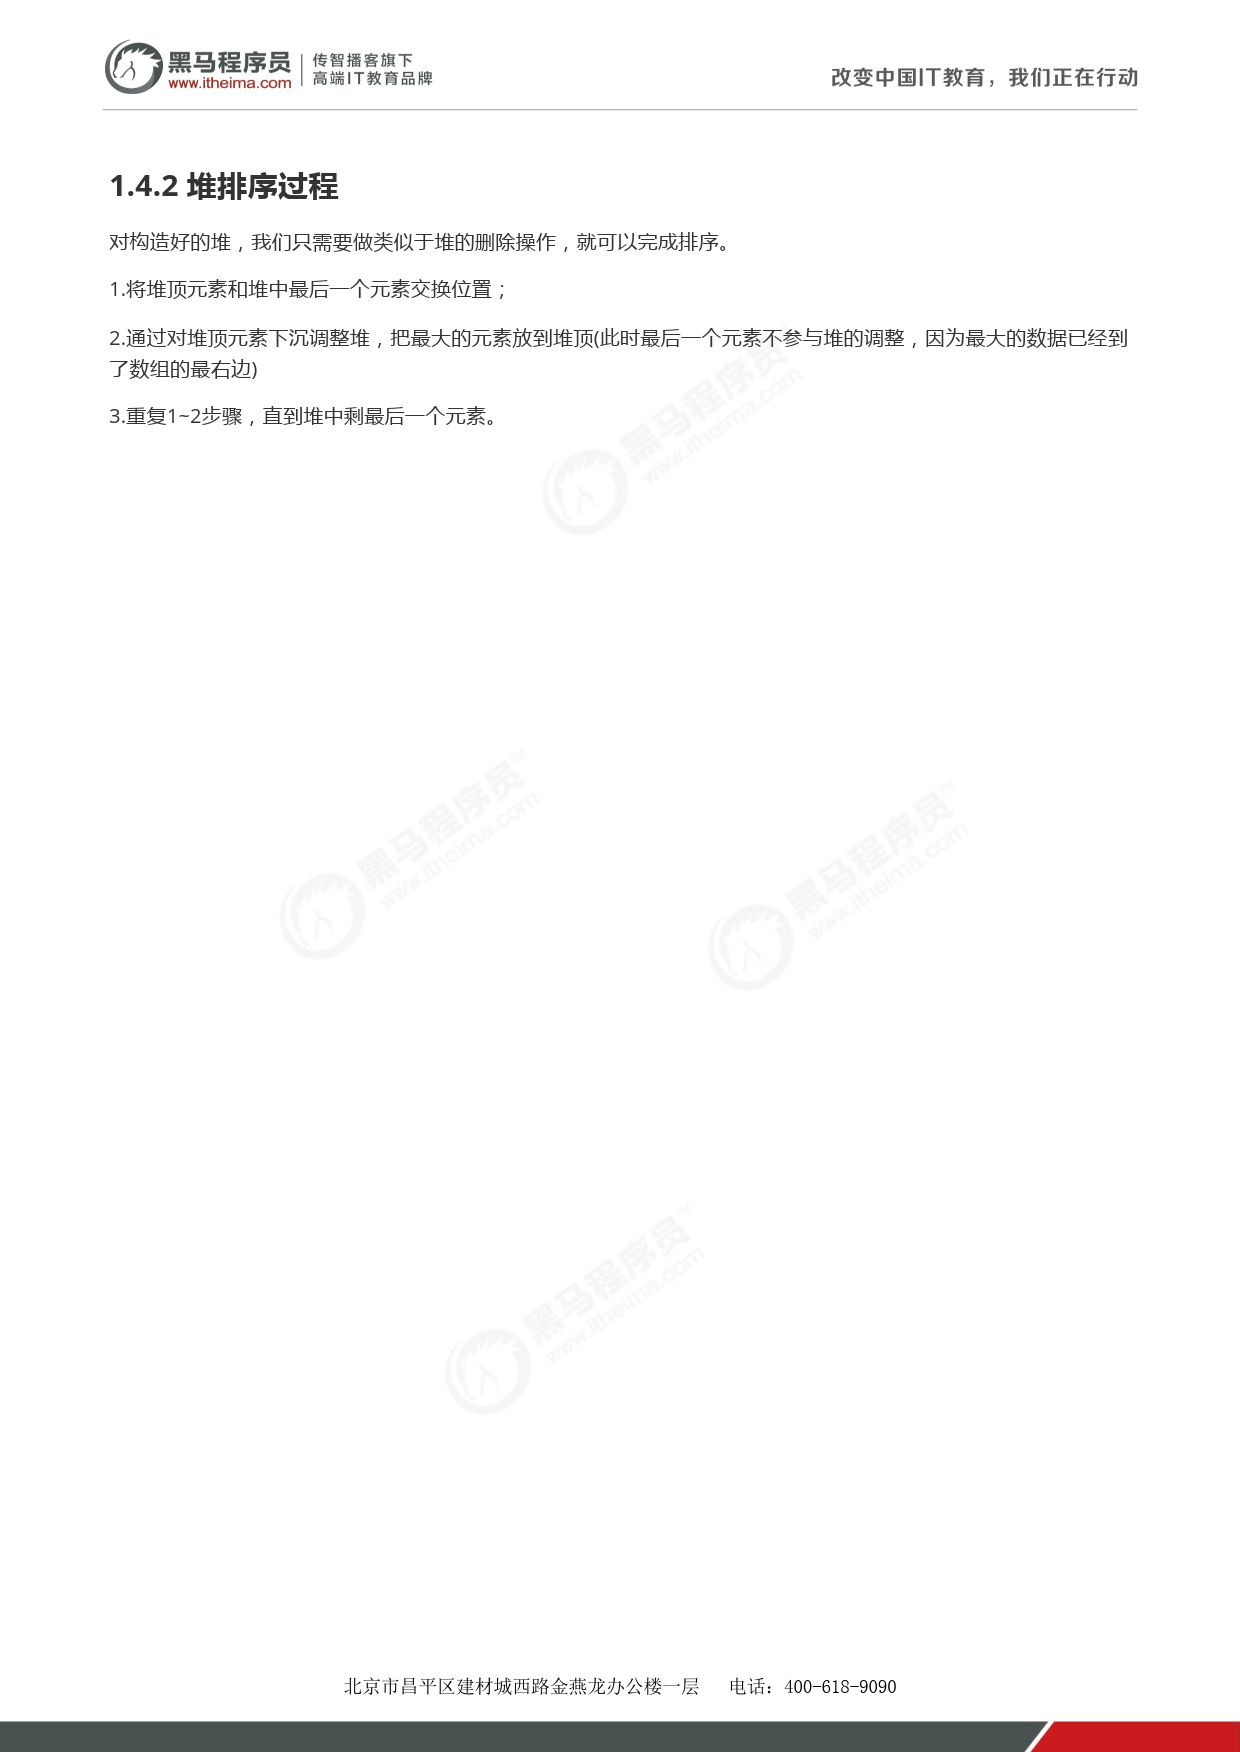 黑马程序员
www.itheima.com
传智播客旗下
高端IT教育品牌
改变中国IT教育，我们正在行动
1.4.2 堆排序过程
对构造好的堆，我们只需要做类似于堆的删除操作，就可以完成排序。
1.将堆顶元素和堆中最后一个元素交换位置；
2.通过对堆顶元素下沉调整堆，把最大的元素放到堆顶(此时最后一个元素不参与堆的调整，因为最大的数据已经到
了数组的最右边)
3.重复1~2步骤，直到堆中剩最后一个元素。
黑马程序员
www.itheima.com
黑马程序员™
www.itheima.com
黑马程序员™
www.itheima.com
黑马程序员™
www.itheima.com
北京市昌平区建材城西路金燕龙办公楼一层 电话：400-618-9090